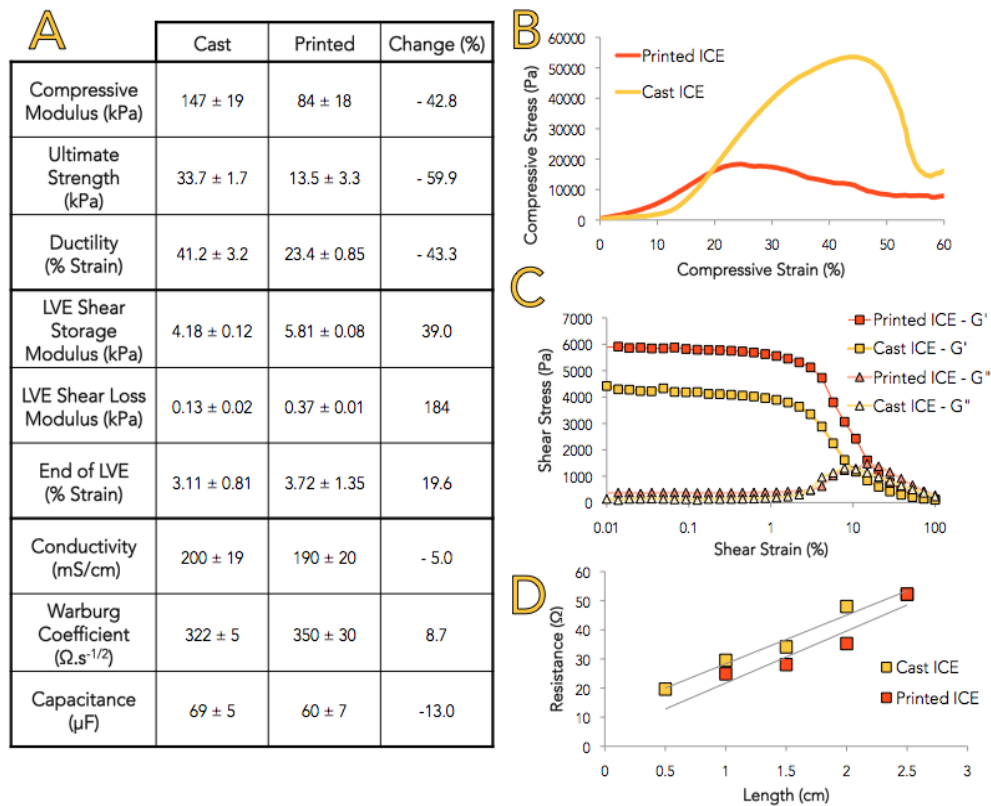 A
Cast Printed Change (%)
Compressive
Modulus (kPa)
147 ± 19 84 ± 18 - 42.8
Ultimate
Strength
(kPa)
33.7 ± 1.7 13.5 ± 3.3 - 59.9
Ductility
(% Strain)
41.2 ± 3.2 23.4 ± 0.85 - 43.3
LVE Shear
Storage
Modulus (kPa)
4.18 ± 0.12 5.81 ± 0.08 39.0
LVE Shear Loss
Modulus (kPa)
0.13 ± 0.02 0.37 ± 0.01 184
End of LVE
(% Strain)
3.11 ± 0.81 3.72 ± 1.35 19.6
Conductivity
(mS/cm)
200 ± 19 190 ± 20 - 5.0
Warburg
Coefficient
(Ω.s-1/2)
322 ± 5 350 ± 30 8.7
Capacitance
(µF)
69 ± 5 60 ± 7 -13.0
B
Compressive Stress (Pa)
60000
50000
40000
30000
20000
10000
0
Printed ICE
Cast ICE
0 10 20 30 40 50 60
Compressive Strain (%)
C
Shear Stress (Pa)
7000
6000
5000
4000
3000
2000
1000
0
Printed ICE - G'
Cast ICE - G'
Printed ICE - G"
Cast ICE - G"
0.01 0.1 1 10 100
Shear Strain (%)
D
Resistance (Ω)
60
50
40
30
20
10
0
Cast ICE
Printed ICE
0 0.5 1 1.5 2 2.5 3
Length (cm)